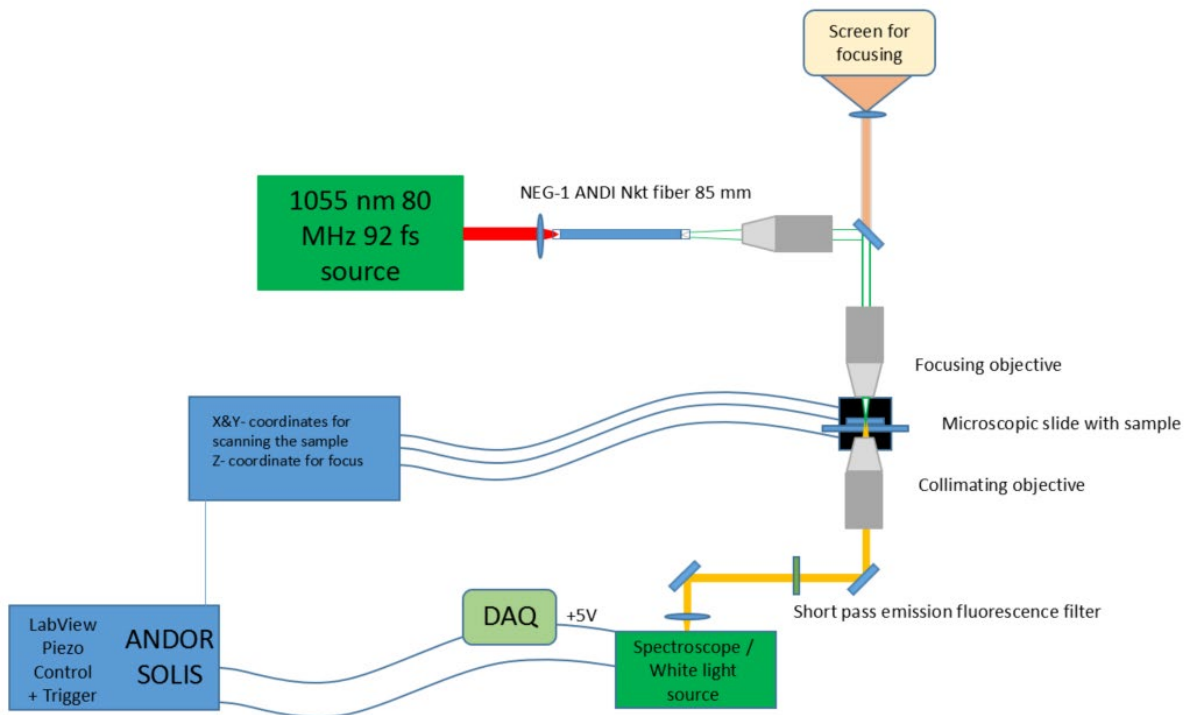 Screen for
focusing
NEG-1 ANDI Nkt fiber 85 mm
1055 nm 80
MHz 92 fs
source
Focusing objective
X&Y- coordinates for
scanning the sample
Z- coordinate for focus
Microscopic slide with sample
Collimating objective
Short pass emission fluorescence filter
DAQ
+5V
LabView
Piezo
Control
+ Trigger
ANDOR
SOLIS
Spectroscope /
White light
source